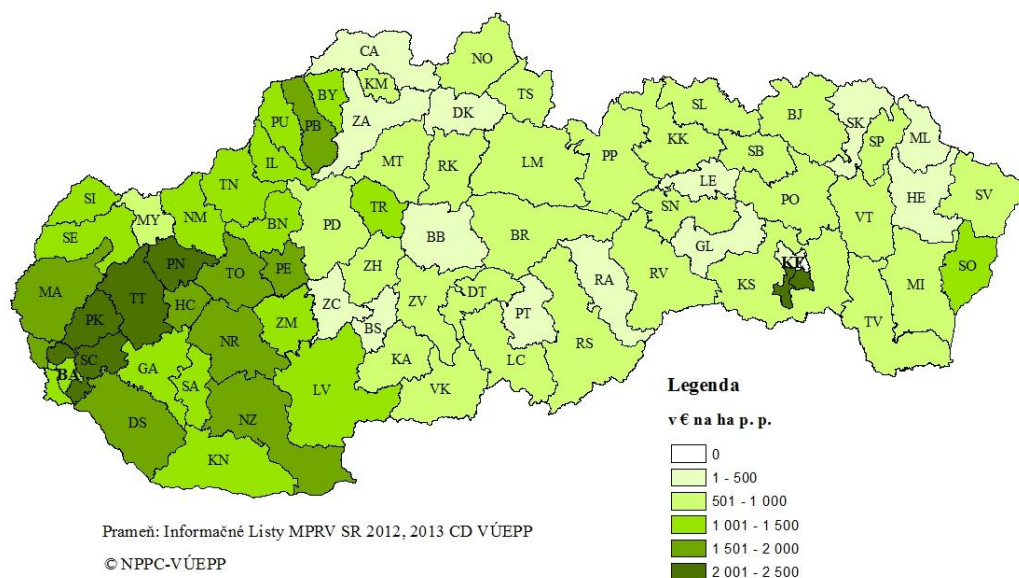 CA
NO
KM
BY
TS
PU
PB
ZA
DK
SL
BJ
SK
ML
IL
MT
RK
LM
PP
KK
SB
SP
TN
LE
HE
SV
SI
MY
NM
BN
PD
TR
SN
PO
VT
SE
BB
BR
GL
KE
SO
PN
TO
PE
ZH
RA
RV
KS
MI
MA
TT
HC
ZC
ZV
DT
PK
ZM
BS
PT
TV
NR
SC
GA
KA
LC
RS
BA
SA
LV
VK
DS
NZ
KN
Legenda
v € na ha p. p.
0
1 - 500
501 - 1 000
1 001 - 1 500
1 501 - 2 000
2 001 - 2 500
Prameň: Informačné Listy MPRV SR 2012, 2013 CD VÚEPP
© NPPC-VÚEPP